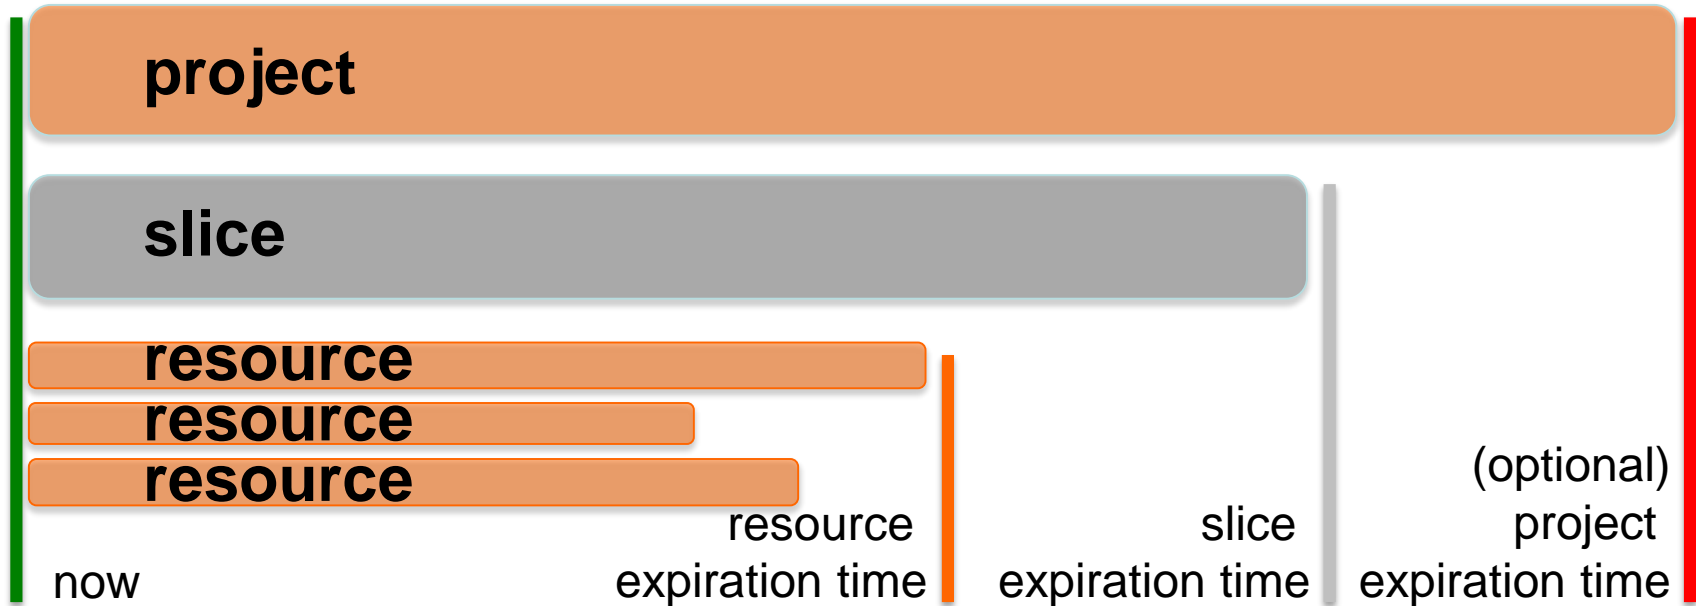 project
slice
resource
resource
resource
now
resource
expiration time
slice
expiration time
(optional)
project
expiration time